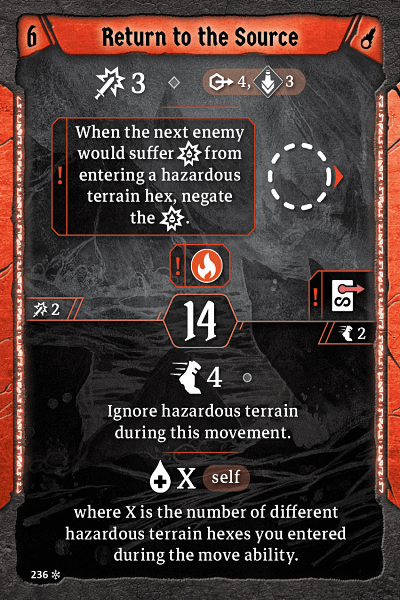 6 Return to the Source
3 4, 3
When the next enemy
would suffer from
entering a hazardous
terrain hex, negate
the .
!
!
!
2
14
2
4
Ignore hazardous terrain
during this movement.
X self
where X is the number of different
hazardous terrain hexes you entered
during the move ability.
236